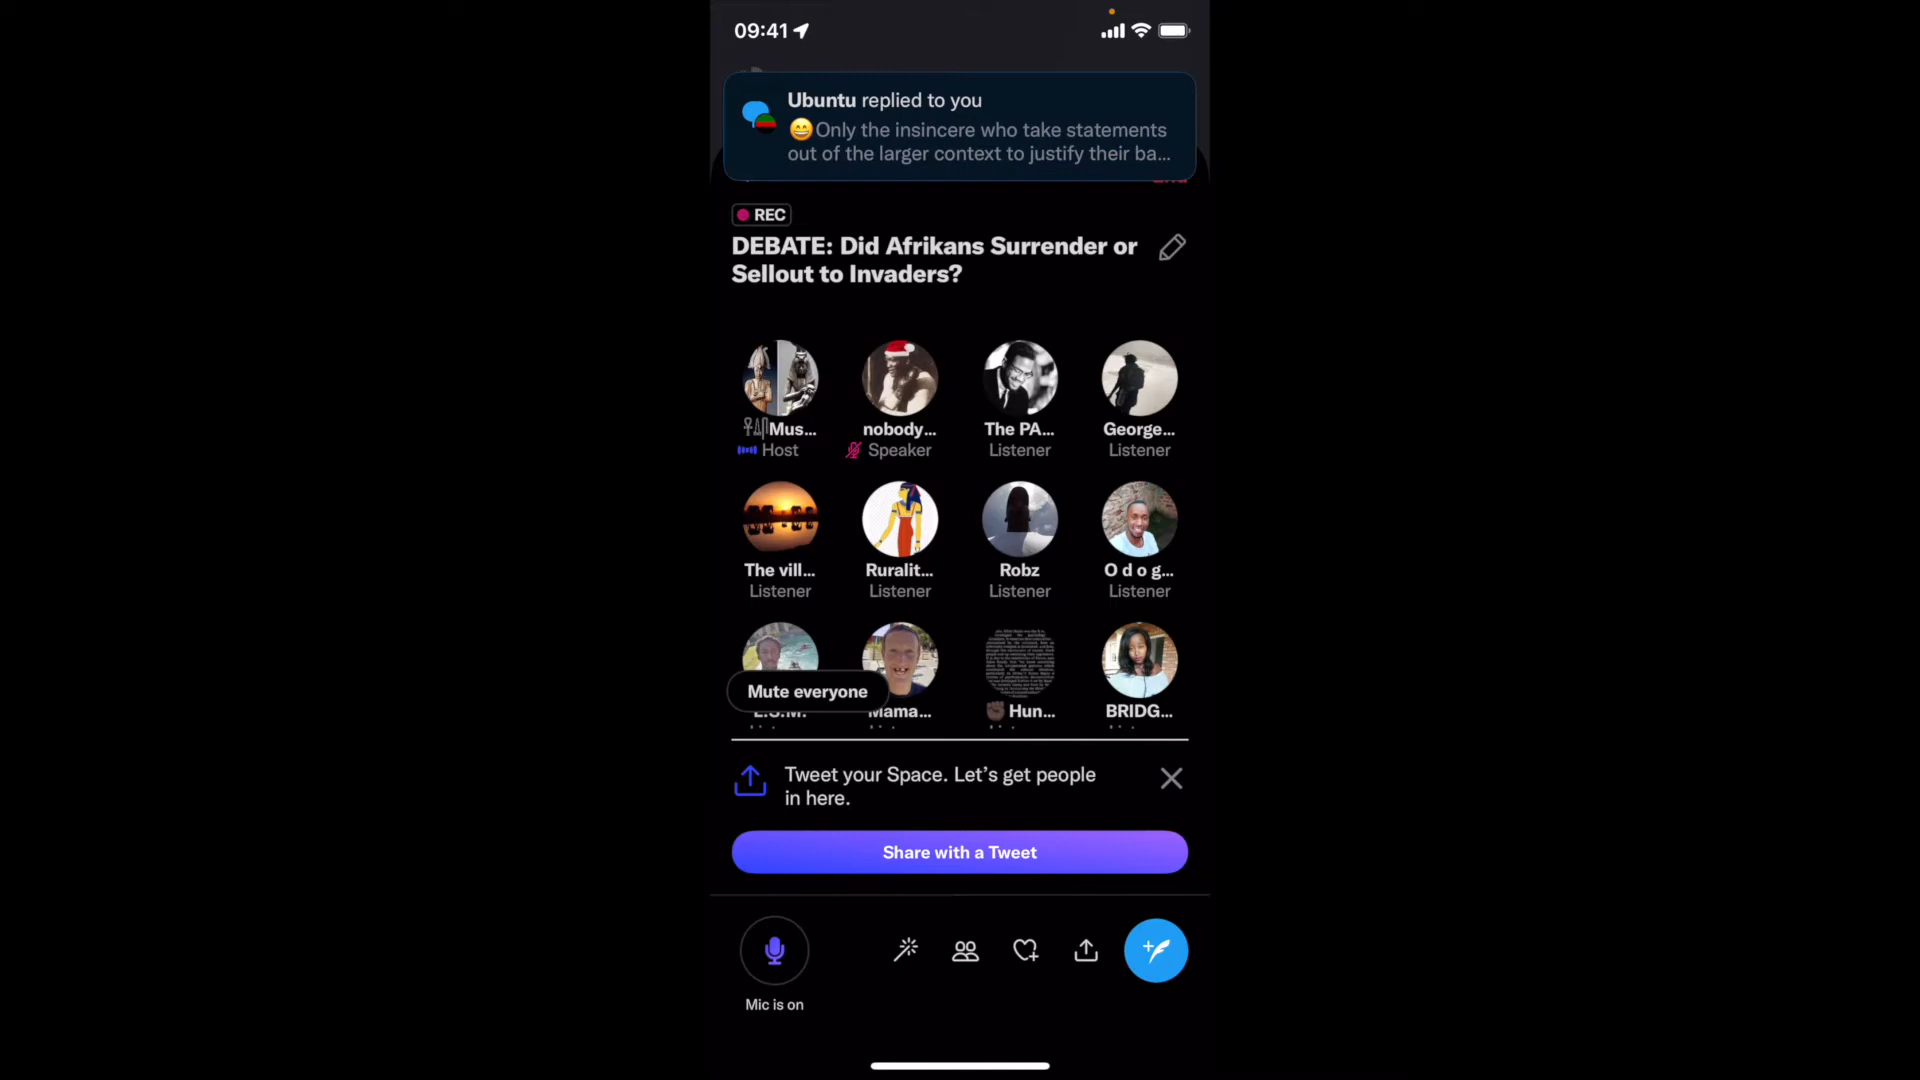 09:41
Ubuntu replied to you
😄Only the insincere who take statements
out of the larger context to justify their ba...
REC
DEBATE: Did Afrikans Surrender or
Sellout to Invaders?
Mus... nobody... The PA... George...
Host Speaker Listener Listener
The vill... Ruralit... Robz O d o g...
Listener Listener Listener Listener
Mute everyone
L.S.M. Mama... Hun... BRIDG...
Tweet your Space. Let’s get people
in here.
Share with a Tweet
Mic is on